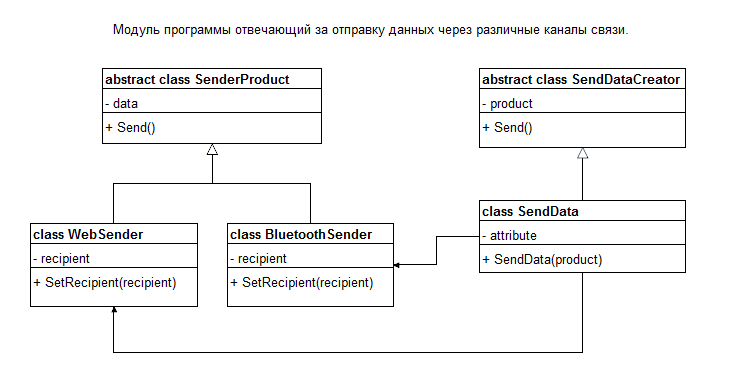 Модуль программы отвечающий за отправку данных через различные каналы связи.
abstract class SenderProduct
- data
+ Send()
abstract class SendDataCreator
- product
+ Send()
class WebSender
- recipient
+ SetRecipient(recipient)
class BluetoothSender
- recipient
+ SetRecipient(recipient)
class SendData
- attribute
+ SendData(product)